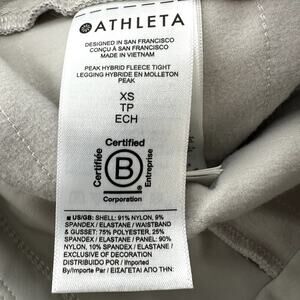 ATHLETA
DESIGNED IN SAN FRANCISCO
CONÇU À SAN FRANCISCO
MADE IN VIETNAM
PEAK HYBRID FLEECE TIGHT
LEGGING HYBRIDE EN MOLLETON
PEAK
XS
TP
ECH
Certified
Certifiée
B
Entreprise
Corporation
US/GB: SHELL: 91% NYLON, 9%
SPANDEX / ELASTANE / WAISTBAND
& GUSSET: 75% POLYESTER, 25%
SPANDEX / ELASTANE / PANEL: 90%
NYLON, 10% SPANDEX / ELASTANE /
EXCLUSIVE OF DECORATION
DISTRIBUIDO POR / Imported
By/Importe Par / ΕΙΣΑΓΕΤΑΙ ΑΠΟ ΤΗΝ: